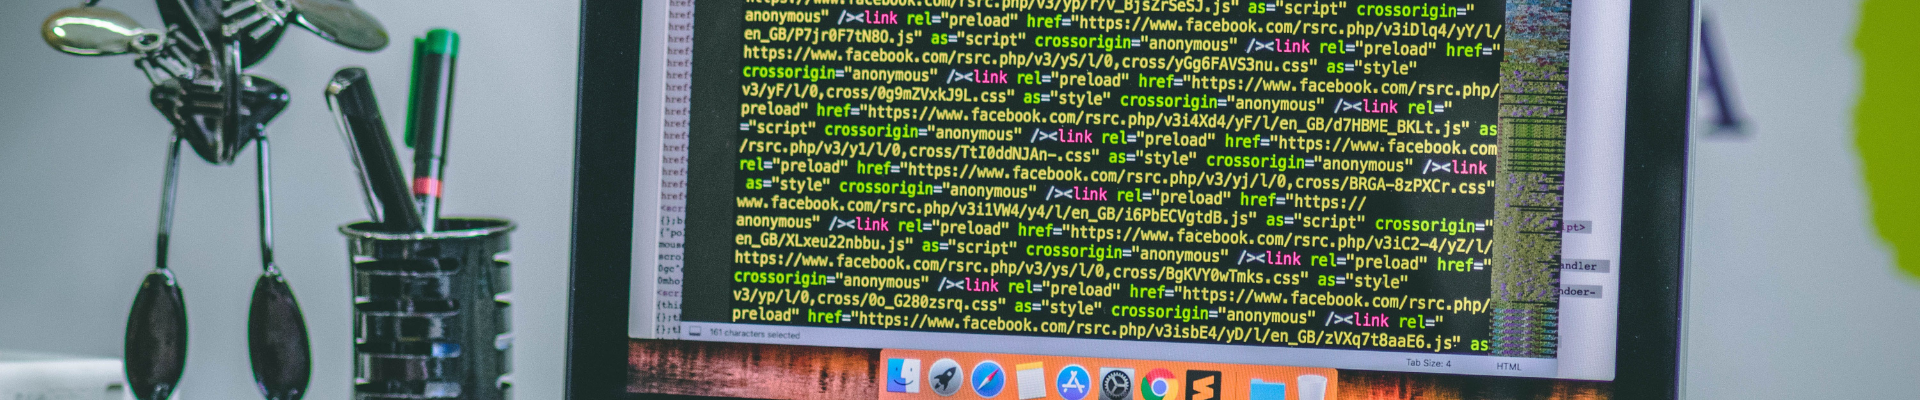 https://www.facebook.com/rsrc.php/v3/yp/r/v_BjsZrSeSJ.js" as="script" crossorigin="
anonymous" /><link rel="preload" href="https://www.facebook.com/rsrc.php/v3iDlq4/yY/l/
en_GB/P7jr0F7tN8O.js" as="script" crossorigin="anonymous" /><link rel="preload" href="
https://www.facebook.com/rsrc.php/v3/yS/l/0,cross/yGg6FAVS3nu.css" as="style"
crossorigin="anonymous" /><link rel="preload" href="https://www.facebook.com/rsrc.php/
v3/yF/l/0,cross/0g9mZVxkJ9L.css" as="style" crossorigin="anonymous" /><link rel="
preload" href="https://www.facebook.com/rsrc.php/v3i4Xd4/yF/l/en_GB/d7HBME_BKLt.js" as
="script" crossorigin="anonymous" /><link rel="preload" href="https://www.facebook.com
/rsrc.php/v3/y1/l/0,cross/TtI0ddNJAn-.css" as="style" crossorigin="anonymous" /><link
rel="preload" href="https://www.facebook.com/rsrc.php/v3/yj/l/0,cross/BRGA-8zPXCr.css"
as="style" crossorigin="anonymous" /><link rel="preload" href="https://
www.facebook.com/rsrc.php/v3i1VW4/y4/l/en_GB/i6PbECVgtdB.js" as="script" crossorigin="
anonymous" /><link rel="preload" href="https://www.facebook.com/rsrc.php/v3iC2-4/yZ/l/
en_GB/XLxeu22nbbu.js" as="script" crossorigin="anonymous" /><link rel="preload" href="
https://www.facebook.com/rsrc.php/v3/ys/l/0,cross/BgKVY0wTmks.css" as="style"
crossorigin="anonymous" /><link rel="preload" href="https://www.facebook.com/rsrc.php/
v3/yp/l/0,cross/0o_G280zsrq.css" as="style" crossorigin="anonymous" /><link rel="
preload" href="https://www.facebook.com/rsrc.php/v3isbE4/yD/l/en_GB/zVXq7t8aaE6.js" as
161 characters selected
Tab Size: 4
HTML
A